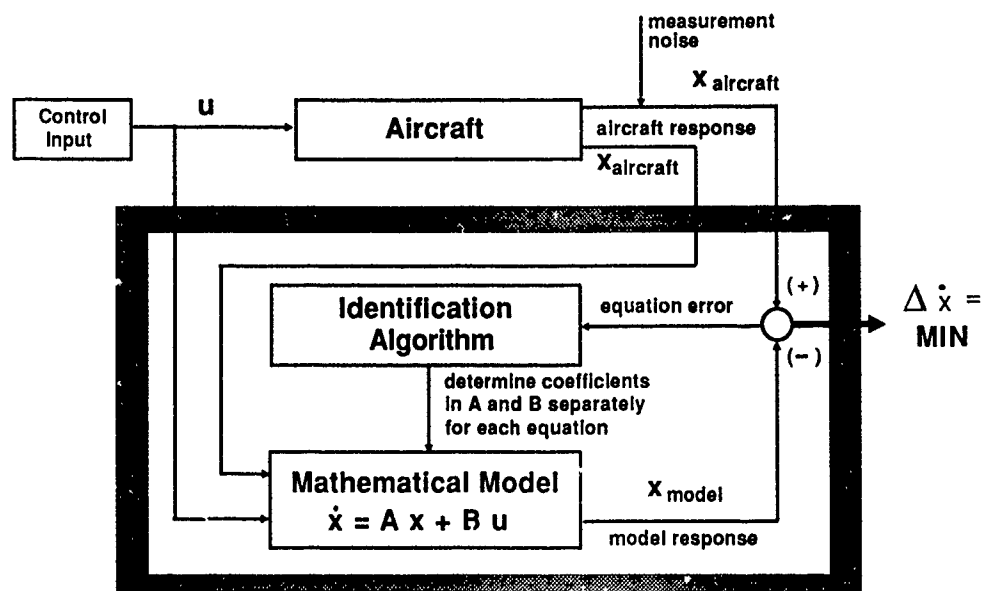 measurement
noise
x aircraft
Control
Input
u
Aircraft
aircraft response
x aircraft
(+)
Identification
Algorithm
equation error
Δ ẋ =
MIN
(−)
determine coefficients
in A and B separately
for each equation
Mathematical Model
ẋ = A x + B u
x model
model response